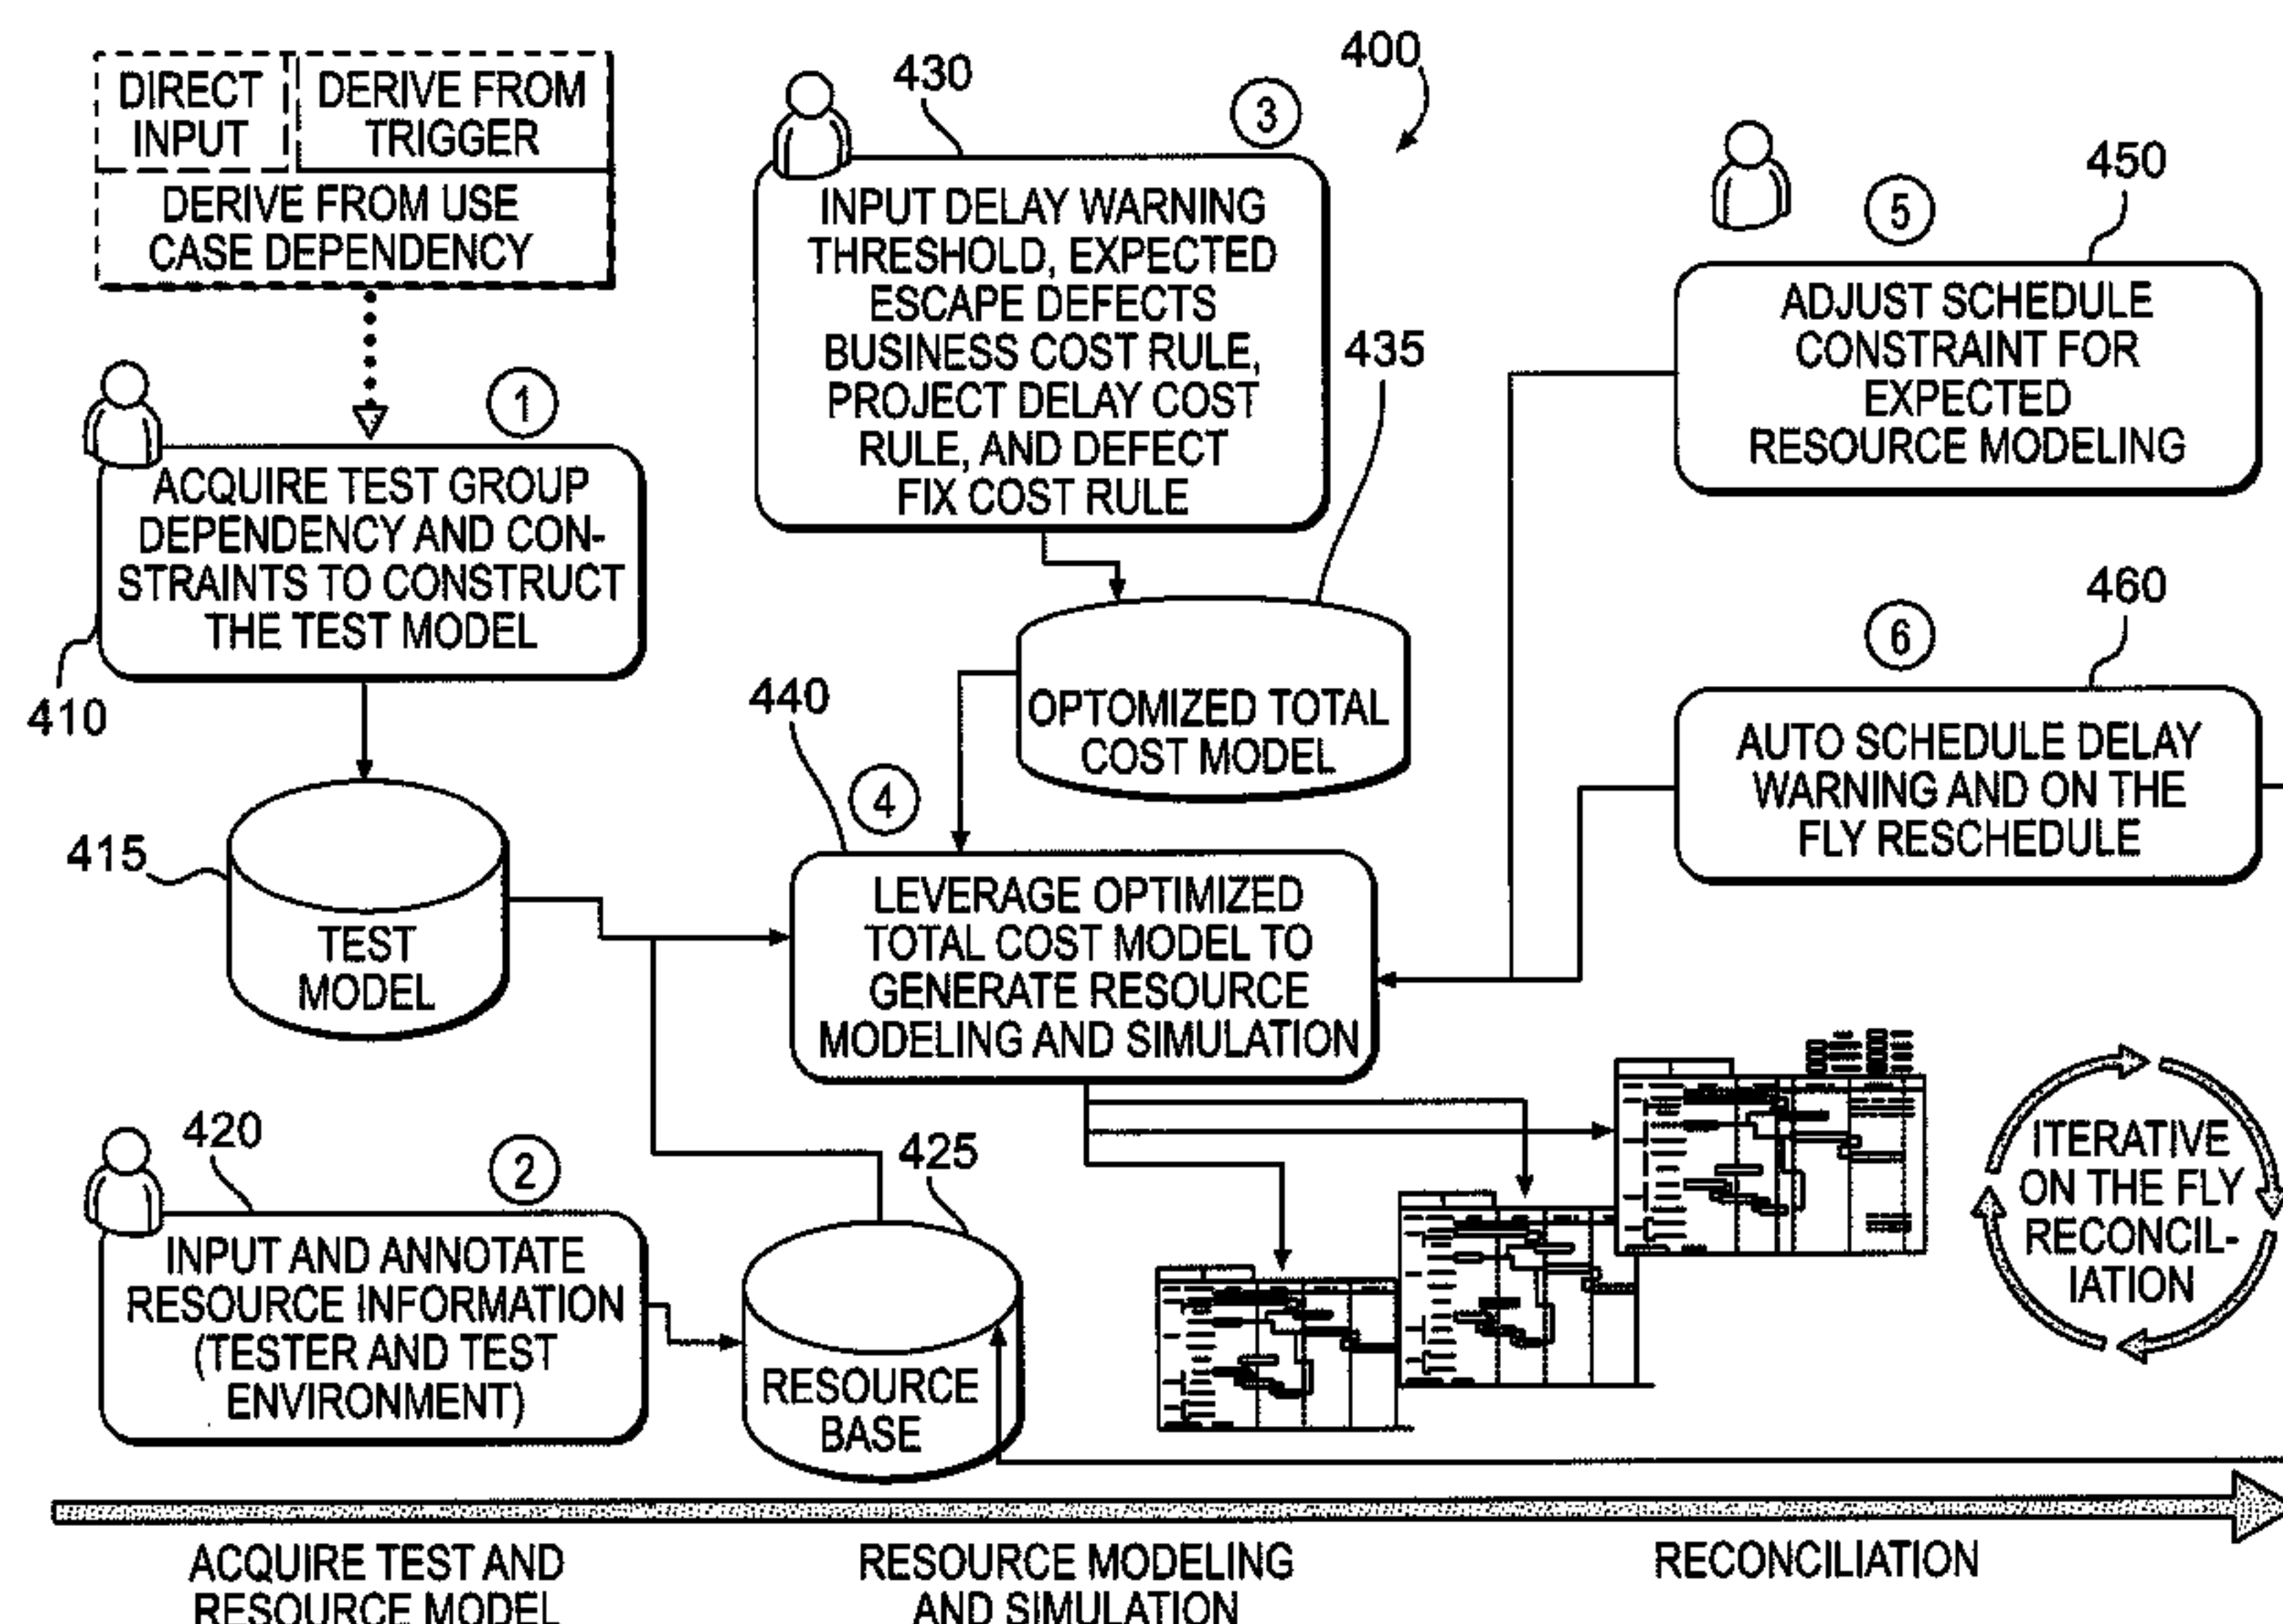 DIRECT
INPUT
DERIVE FROM
TRIGGER
DERIVE FROM USE
CASE DEPENDENCY
1
ACQUIRE TEST GROUP
DEPENDENCY AND CON-
STRAINTS TO CONSTRUCT
THE TEST MODEL
410
415
TEST
MODEL
420
2
INPUT AND ANNOTATE
RESOURCE INFORMATION
(TESTER AND TEST
ENVIRONMENT)
425
RESOURCE
BASE
400
430
3
INPUT DELAY WARNING
THRESHOLD, EXPECTED
ESCAPE DEFECTS
BUSINESS COST RULE,
PROJECT DELAY COST
RULE, AND DEFECT
FIX COST RULE
435
OPTOMIZED TOTAL
COST MODEL
440
4
LEVERAGE OPTIMIZED
TOTAL COST MODEL TO
GENERATE RESOURCE
MODELING AND SIMULATION
5
450
ADJUST SCHEDULE
CONSTRAINT FOR
EXPECTED
RESOURCE MODELING
6
460
AUTO SCHEDULE DELAY
WARNING AND ON THE
FLY RESCHEDULE
ITERATIVE
ON THE FLY
RECONCIL-
IATION
ACQUIRE TEST AND
RESOURCE MODEL
RESOURCE MODELING
AND SIMULATION
RECONCILIATION